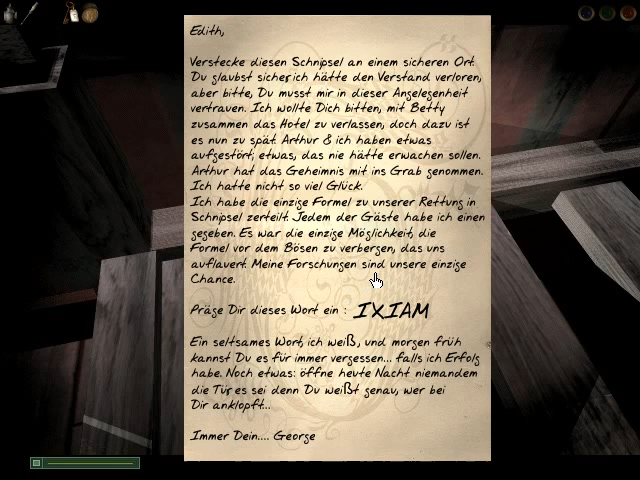 Edith,
Verstecke diesen Schnipsel an einem sicheren Ort.
Du glaubst sicher, ich hätte den Verstand verloren,
aber bitte, Du musst mir in dieser Angelegenheit
vertrauen. Ich wollte Dich bitten, mit Betty
zusammen das Hotel zu verlassen, doch dazu ist
es nun zu spät. Arthur & ich haben etwas
aufgestört, etwas, das nie hätte erwachen sollen.
Arthur hat das Geheimnis mit ins Grab genommen.
Ich hatte nicht so viel Glück.
Ich habe die einzige Formel zu unserer Rettung in
Schnipsel zerteilt. Jedem der Gäste habe ich einen
gegeben. Es war die einzige Möglichkeit, die
Formel vor dem Bösen zu verbergen, das uns
auflauert. Meine Forschungen sind unsere einzige
Chance.
Präge Dir dieses Wort ein : IXIAM
Ein seltsames Wort, ich weiß, und morgen früh
kannst Du es für immer vergessen... falls ich Erfolg
habe. Noch etwas: öffne heute Nacht niemandem
die Tür, es sei denn Du weißt genau, wer bei
Dir anklopft...
Immer Dein.... George